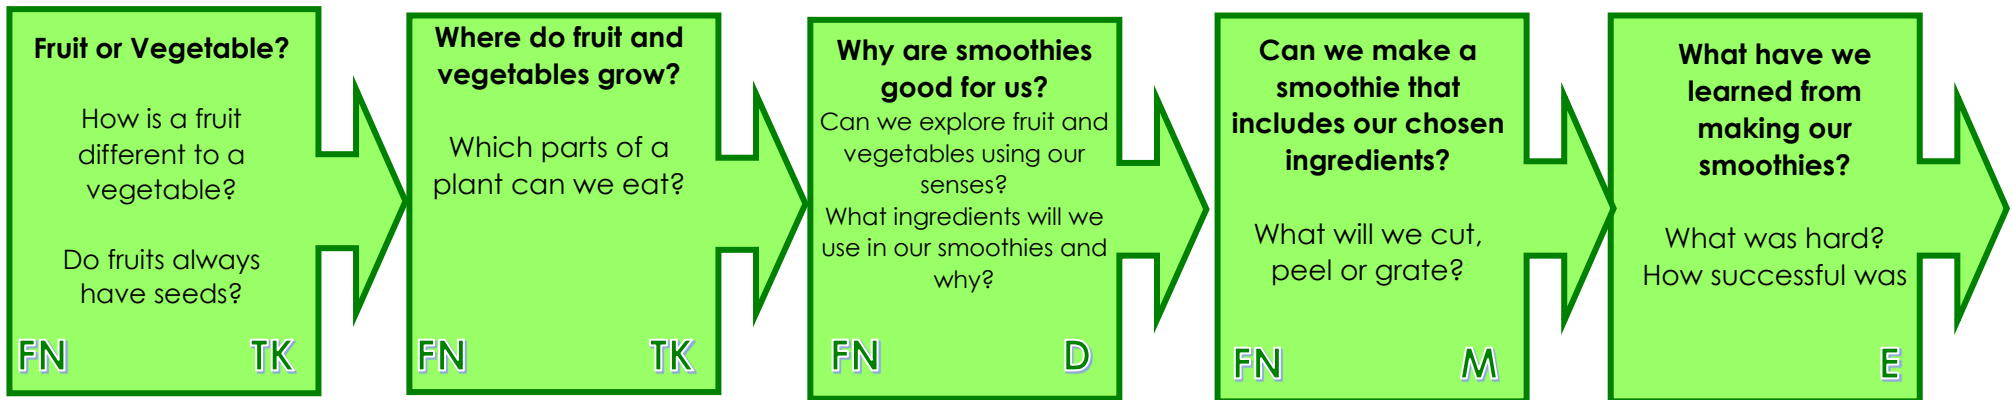 Fruit or Vegetable?
How is a fruit
different to a
vegetable?
Do fruits always
have seeds?
FN TK
Where do fruit and
vegetables grow?
Which parts of a
plant can we eat?
FN TK
Why are smoothies
good for us?
Can we explore fruit and
vegetables using our
senses?
What ingredients will we
use in our smoothies and
why?
FN D
Can we make a
smoothie that
includes our chosen
ingredients?
What will we cut,
peel or grate?
FN M
What have we
learned from
making our
smoothies?
What was hard?
How successful was
E